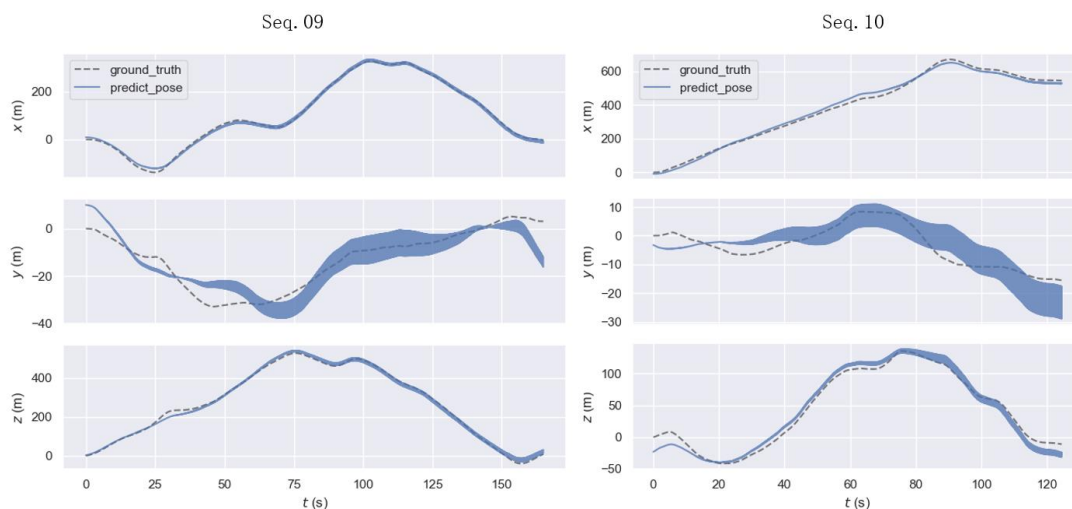 Seq. 09
ground_truth
predict_pose
x (m)
200
0
y (m)
0
-20
-40
z (m)
400
200
0
0 25 50 75 100 125 150
t (s)
Seq. 10
ground_truth
predict_pose
x (m)
600
400
200
0
y (m)
10
0
-10
-20
-30
z (m)
100
50
0
-50
0 20 40 60 80 100 120
t (s)